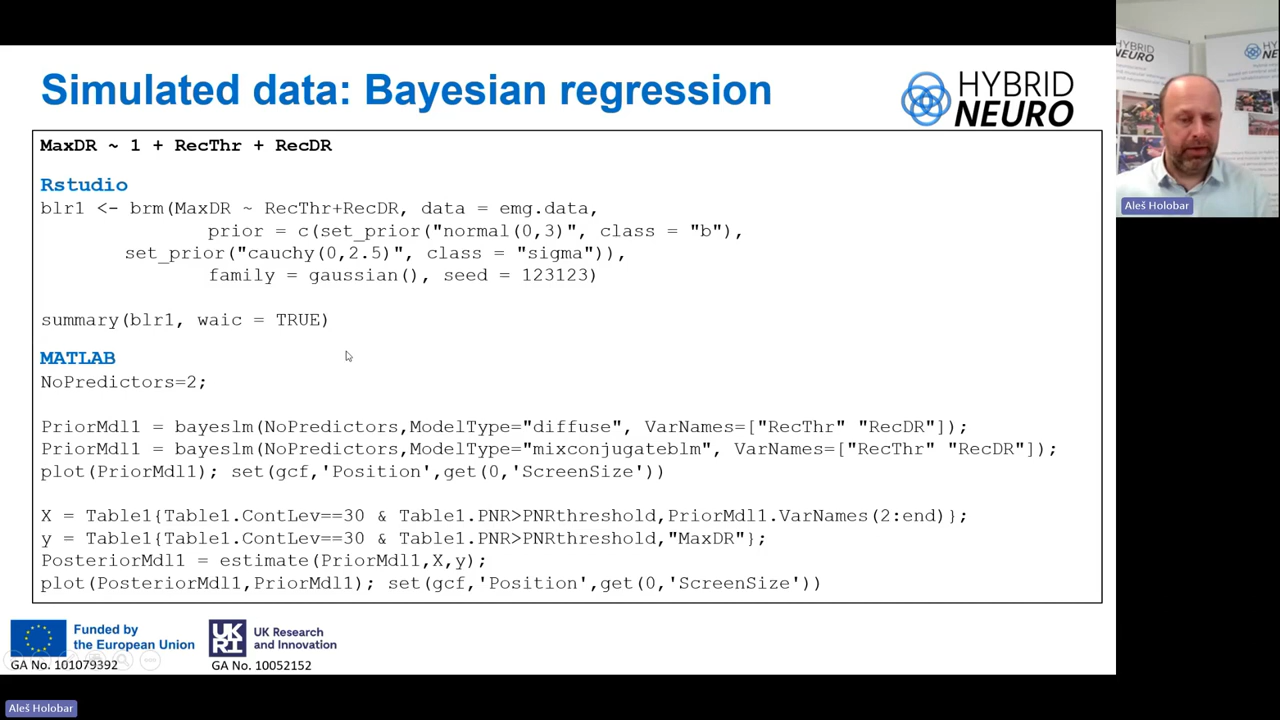 Simulated data: Bayesian regression
HYBRID
NEURO
MaxDR ~ 1 + RecThr + RecDR
Rstudio
blr1 <- brm(MaxDR ~ RecThr+RecDR, data = emg.data,
prior = c(set_prior("normal(0,3)", class = "b"),
set_prior("cauchy(0,2.5)", class = "sigma")),
family = gaussian(), seed = 123123)
summary(blr1, waic = TRUE)
MATLAB
NoPredictors=2;
PriorMdl1 = bayeslm(NoPredictors,ModelType="diffuse", VarNames=["RecThr" "RecDR"]);
PriorMdl1 = bayeslm(NoPredictors,ModelType="mixconjugateblm", VarNames=["RecThr" "RecDR"]);
plot(PriorMdl1); set(gcf,'Position',get(0,'ScreenSize'))
X = Table1{Table1.ContLev==30 & Table1.PNR>PNRthreshold,PriorMdl1.VarNames(2:end)};
y = Table1{Table1.ContLev==30 & Table1.PNR>PNRthreshold,"MaxDR"};
PosteriorMdl1 = estimate(PriorMdl1,X,y);
plot(PosteriorMdl1,PriorMdl1); set(gcf,'Position',get(0,'ScreenSize'))
Funded by
the European Union
GA No. 101079392
UK
RI
UK Research
and Innovation
GA No. 10052152
HYBRID
NEURO
HYBRID
Aleš Holobar
Aleš Holobar